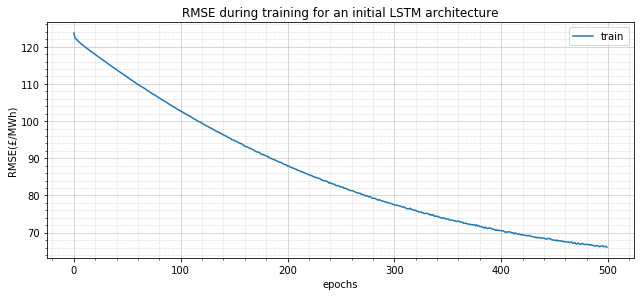 RMSE during training for an initial LSTM architecture
train
RMSE(£/MWh)
120
110
100
90
80
70
0 100 200 300 400 500
epochs